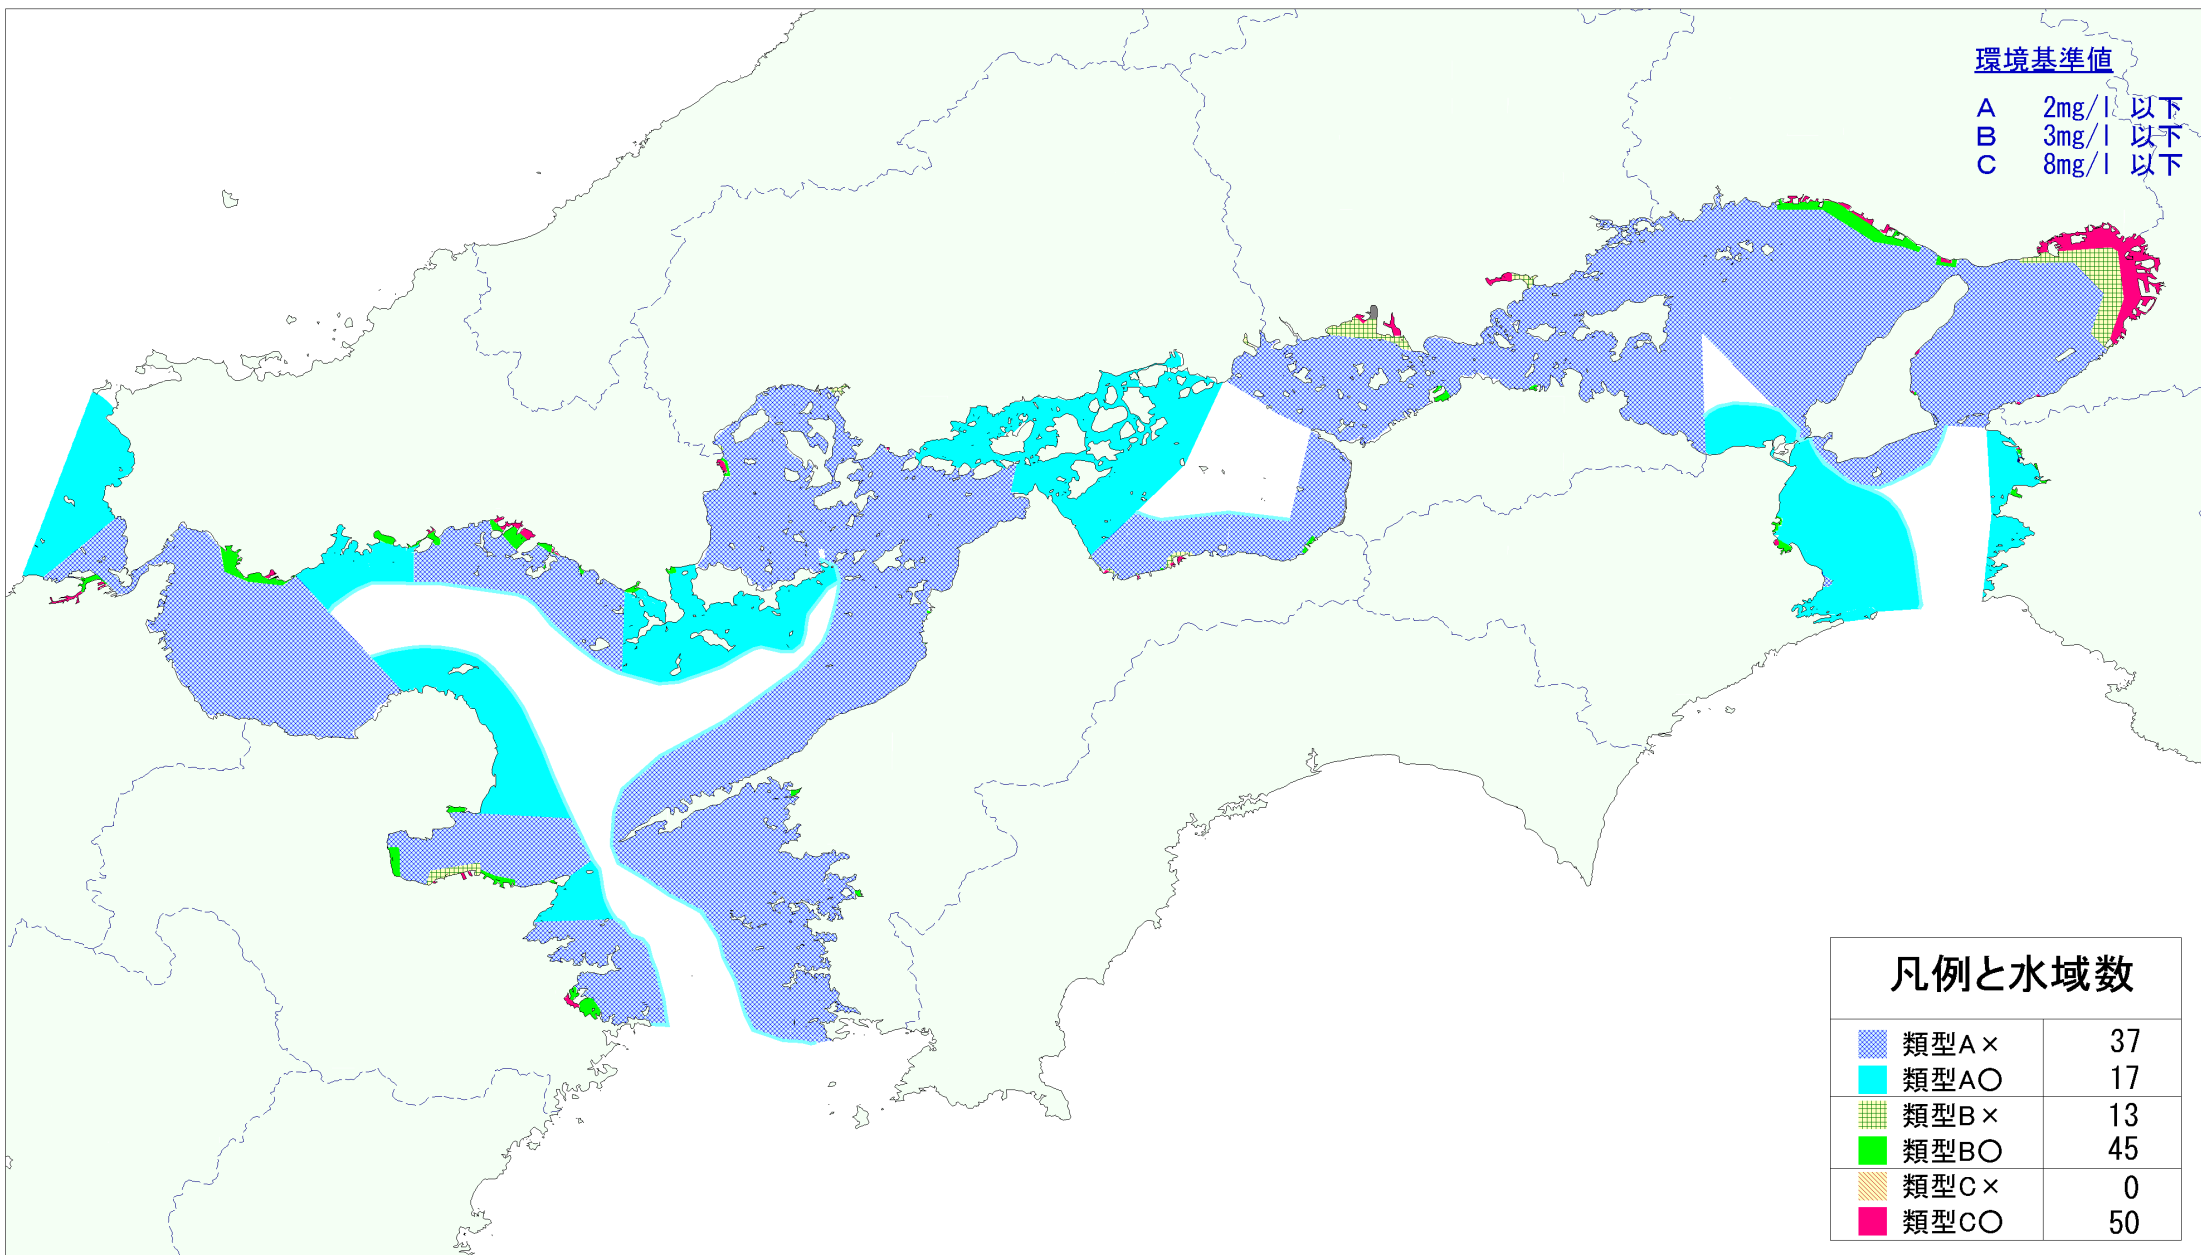 環境基準値
A 2mg/l 以下
B 3mg/l 以下
C 8mg/l 以下
凡例と水域数
類型A× 37
類型A○ 17
類型B× 13
類型B○ 45
類型C× 0
類型C○ 50